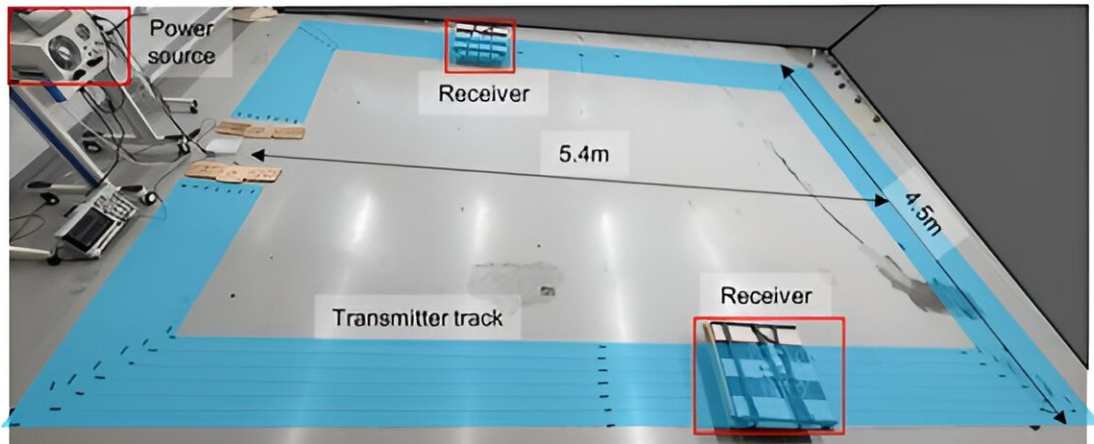 Power
source
Receiver
5.4m
4.5m
Receiver
Transmitter track